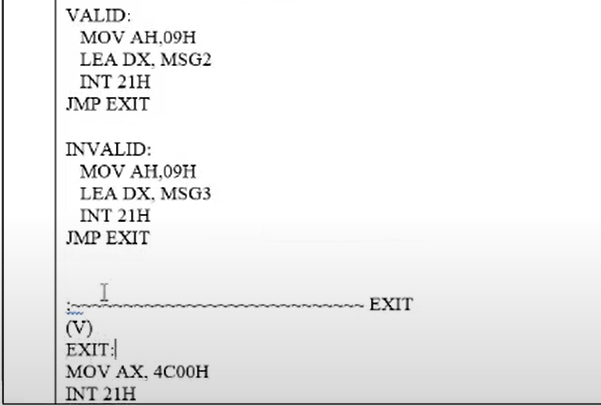 VALID:
MOV AH,09H
LEA DX, MSG2
INT 21H
JMP EXIT
INVALID:
MOV AH,09H
LEA DX, MSG3
INT 21H
JMP EXIT
;~~~~~~~~~~~~~~~~~~~~~~~~~~~~~ EXIT
(V)
EXIT:
MOV AX, 4C00H
INT 21H